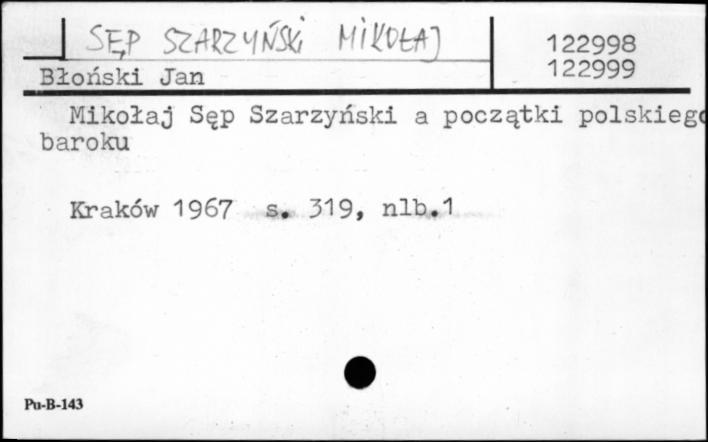 SĘP SZARZYŃSKI MIKOŁAJ
122998
122999
Błoński Jan
Mikołaj Sęp Szarzyński a początki polskiego
baroku
Kraków 1967 s. 319, nlb.1
Pu-B-143